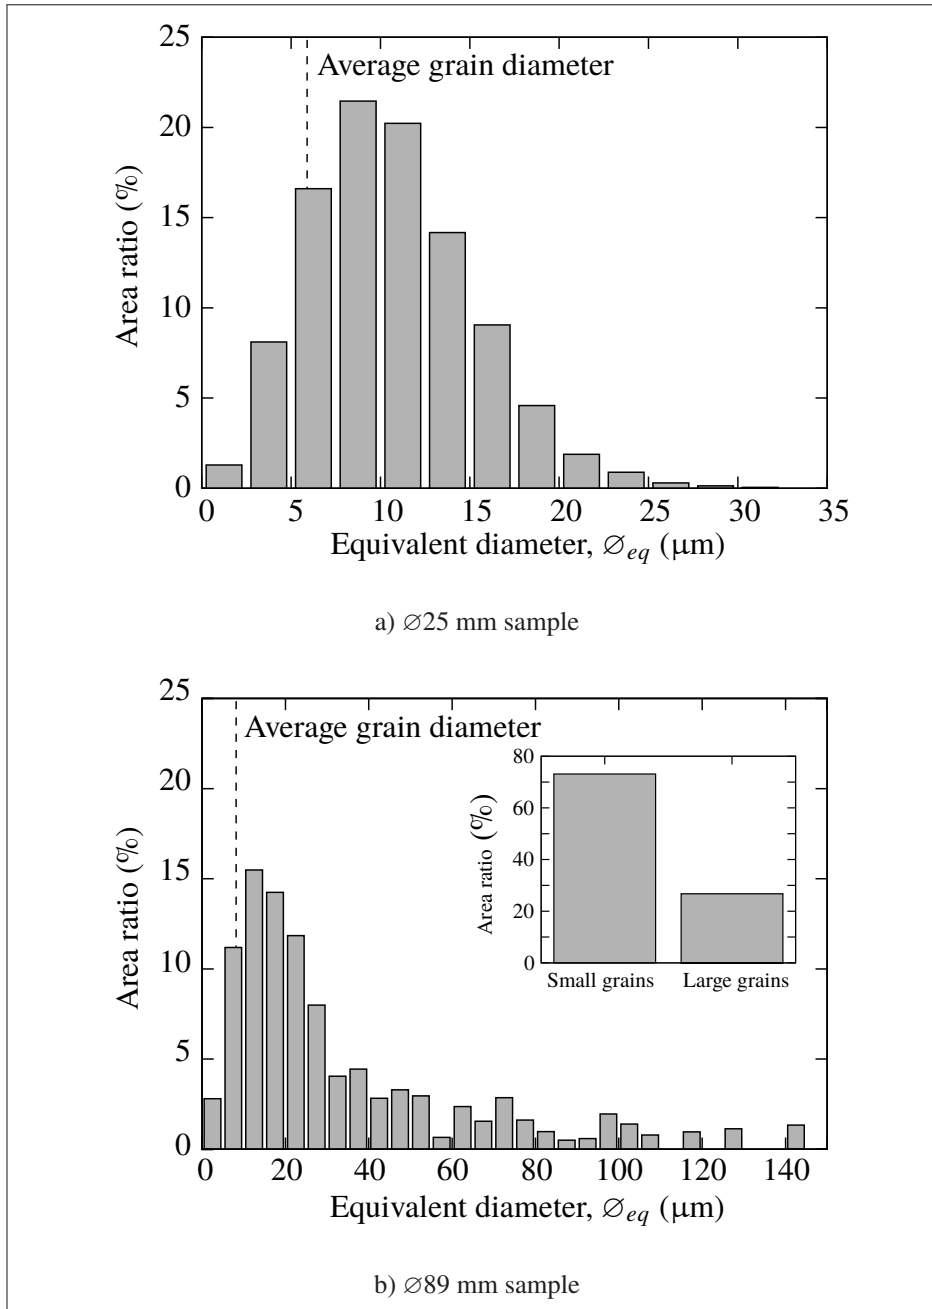 25
Average grain diameter
20
15
10
5
0
Area ratio (%)
0 5 10 15 20 25 30 35
Equivalent diameter, ∅eq (μm)
a) ∅25 mm sample
25
Average grain diameter
20
15
10
5
0
Area ratio (%)
80
60
40
20
0
Area ratio (%)
Small grains Large grains
0 20 40 60 80 100 120 140
Equivalent diameter, ∅eq (μm)
b) ∅89 mm sample